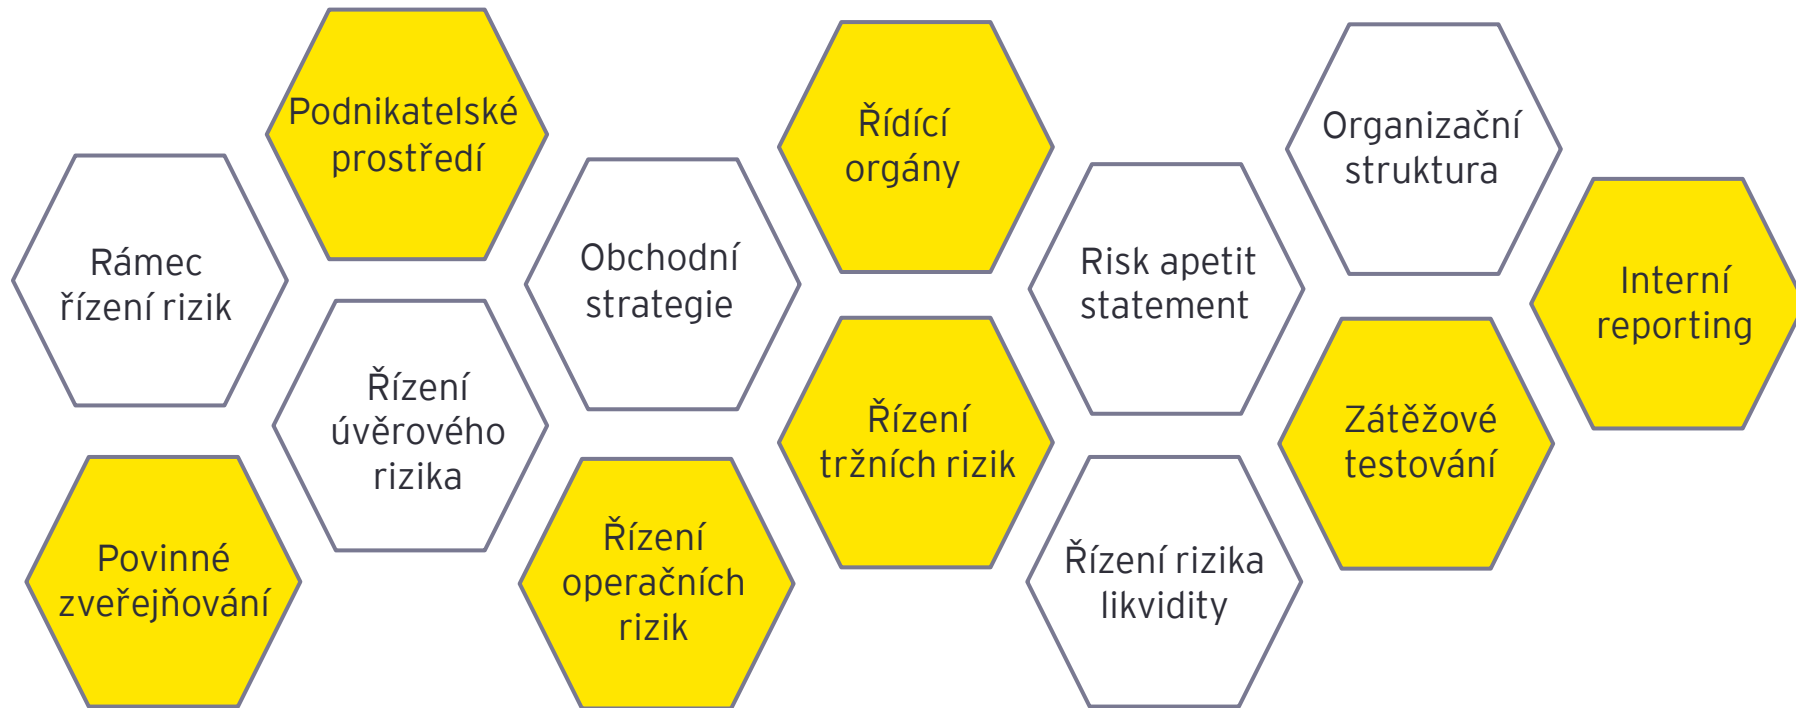 Podnikatelské
prostředí
Řídící
orgány
Organizační
struktura
Rámec
řízení rizik
Obchodní
strategie
Risk apetit
statement
Interní
reporting
Řízení
úvěrového
rizika
Řízení
tržních rizik
Zátěžové
testování
Povinné
zveřejňování
Řízení
operačních
rizik
Řízení rizika
likvidity